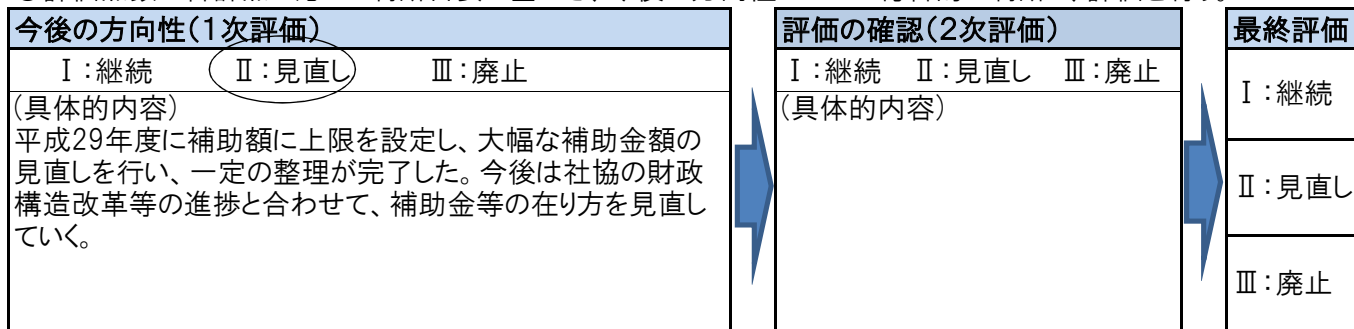 今後の方向性(1次評価)
Ⅰ:継続 Ⅱ:見直し Ⅲ:廃止
(具体的内容)
平成29年度に補助額に上限を設定し、大幅な補助金額の
見直しを行い、一定の整理が完了した。今後は社協の財政
構造改革等の進捗と合わせて、補助金等の在り方を見直し
ていく。
評価の確認(2次評価)
Ⅰ:継続 Ⅱ:見直し Ⅲ:廃止
(具体的内容)
最終評価
Ⅰ:継続
Ⅱ:見直し
Ⅲ:廃止